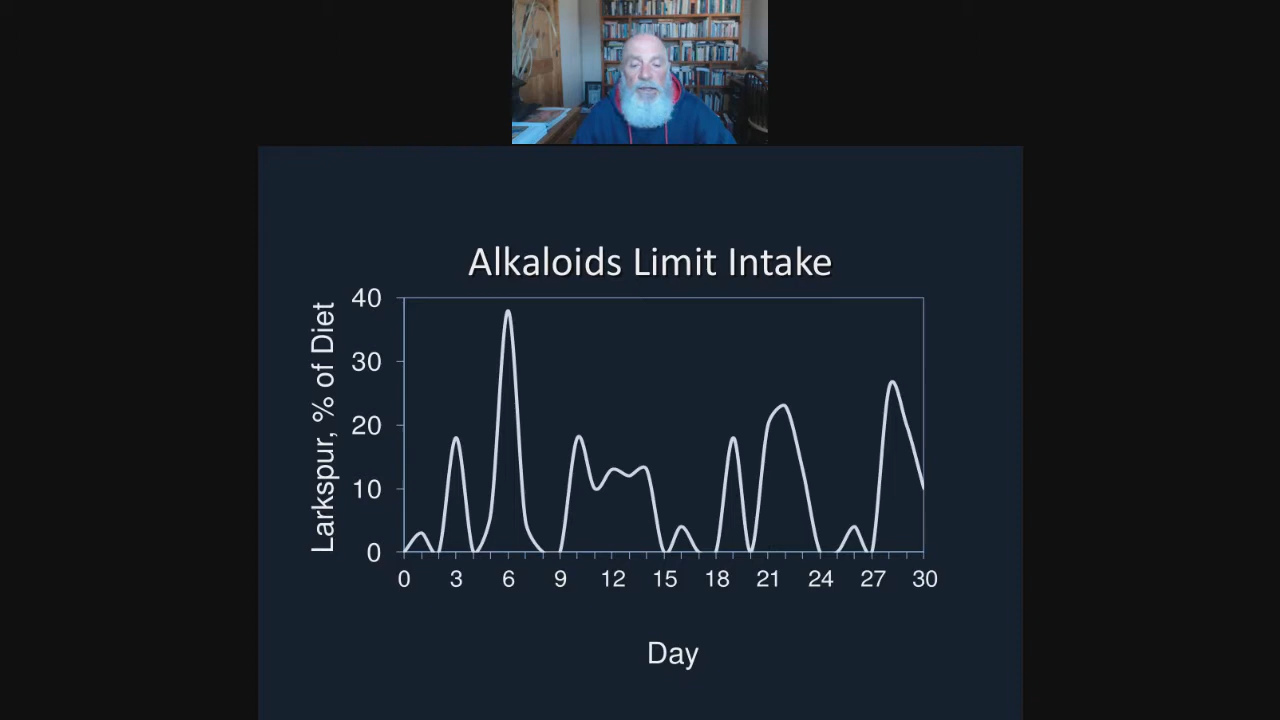 Alkaloids Limit Intake
Larkspur, % of Diet
40
30
20
10
0
0 3 6 9 12 15 18 21 24 27 30
Day